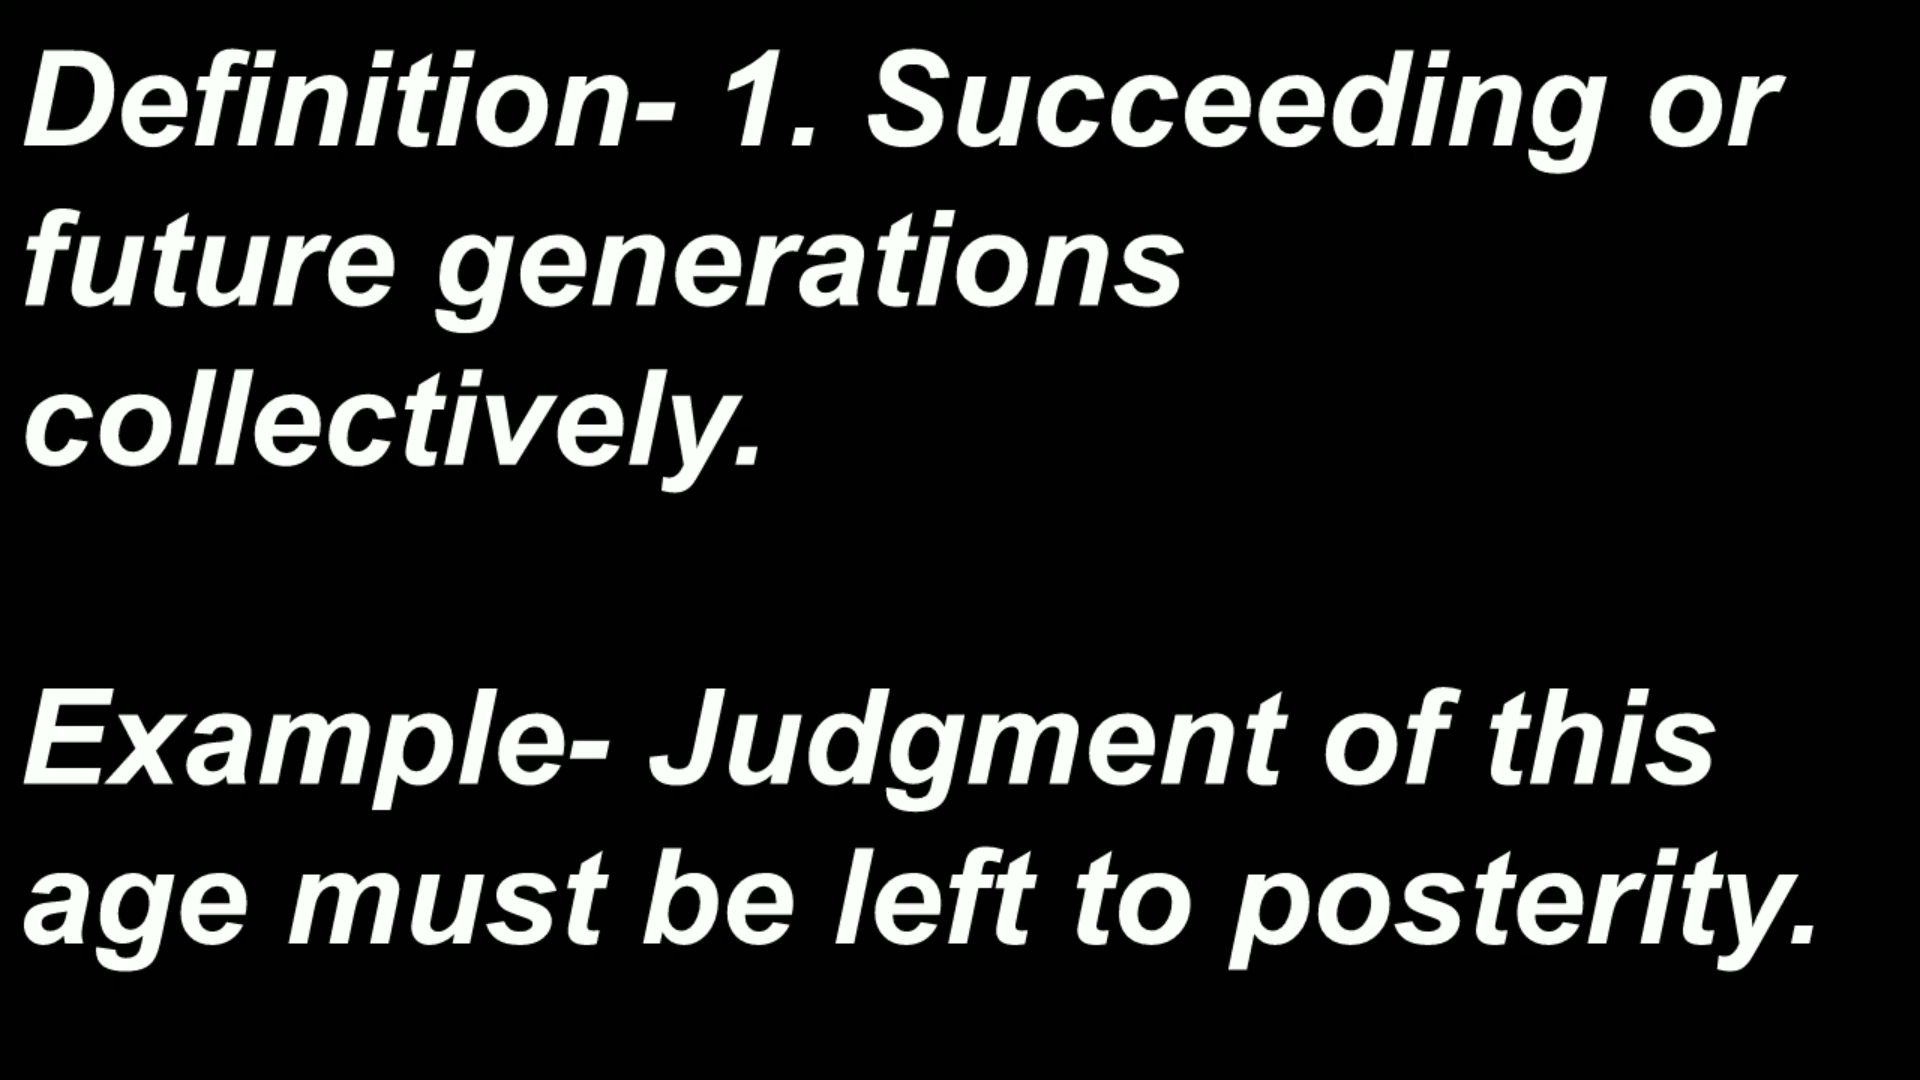 Definition- 1. Succeeding or
future generations
collectively.
Example- Judgment of this
age must be left to posterity.